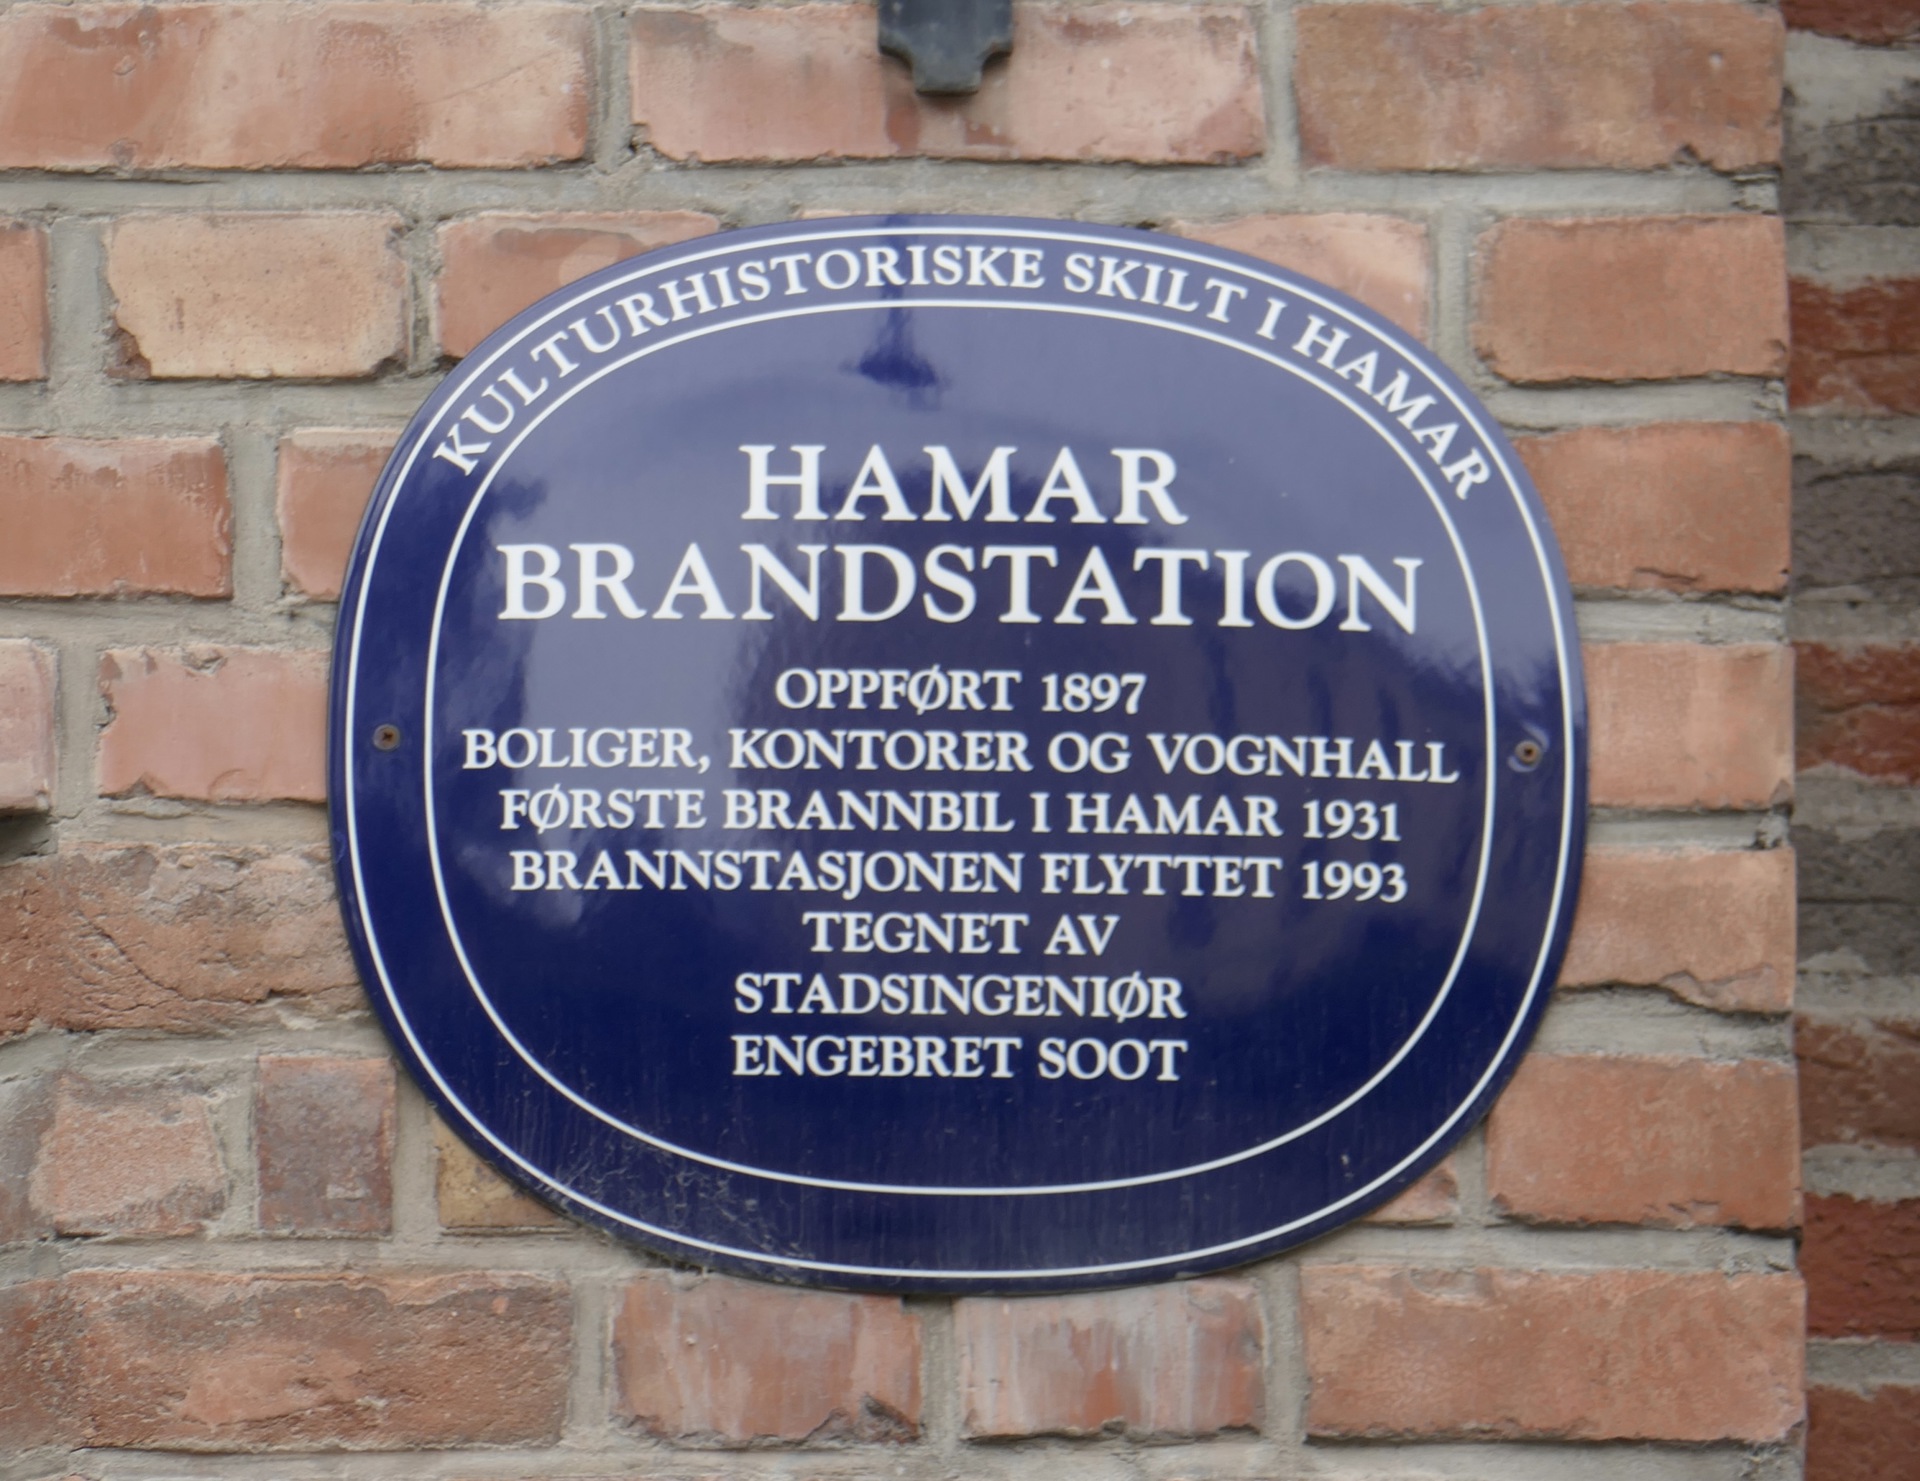 KULTURHISTORISKE SKILT I HAMAR
HAMAR
BRANDSTATION
OPPFØRT 1897
BOLIGER, KONTORER OG VOGNHALL
FØRSTE BRANNBIL I HAMAR 1931
BRANNSTASJONEN FLYTTET 1993
TEGNET AV
STADSINGENIØR
ENGEBRET SOOT